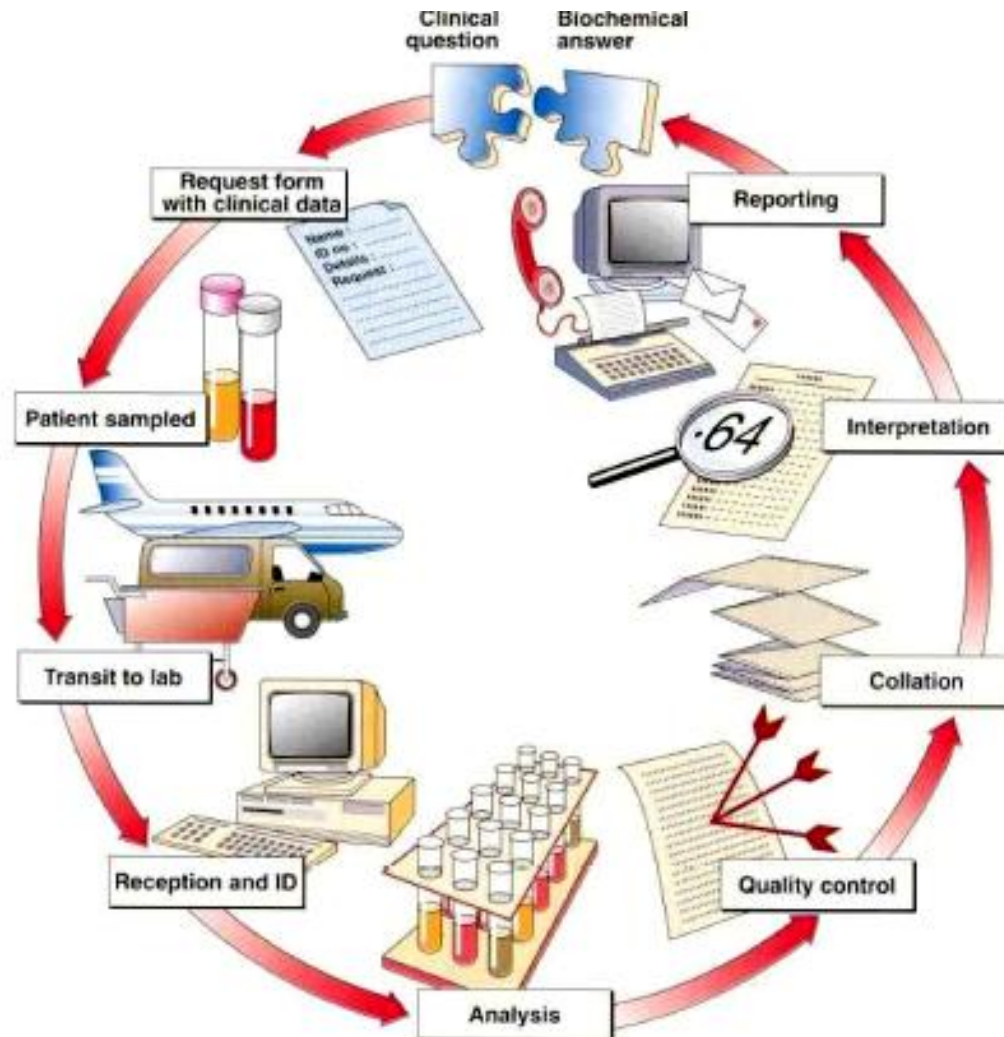 Clinical
question
Biochemical
answer
Request form
with clinical data
Name :
ID no :
Details :
Request :
Reporting
Patient sampled
.64
Interpretation
Transit to lab
Collation
Reception and ID
Quality control
Analysis